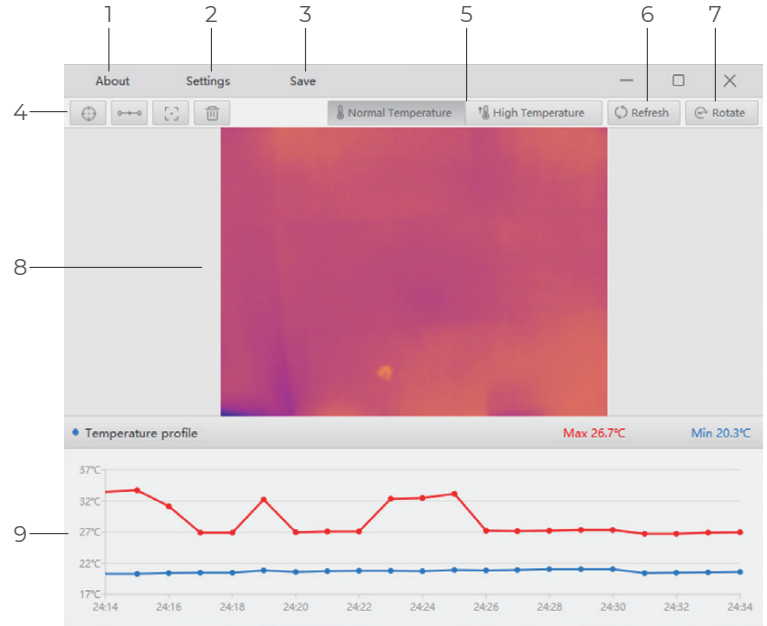 1 2 3 5 6 7
About Settings Save
4 Normal Temperature High Temperature Refresh Rotate
8
Temperature profile Max 26.7℃ Min 20.3℃
37℃
32℃
9 27℃
22℃
17℃
24:14 24:16 24:18 24:20 24:22 24:24 24:26 24:28 24:30 24:32 24:34